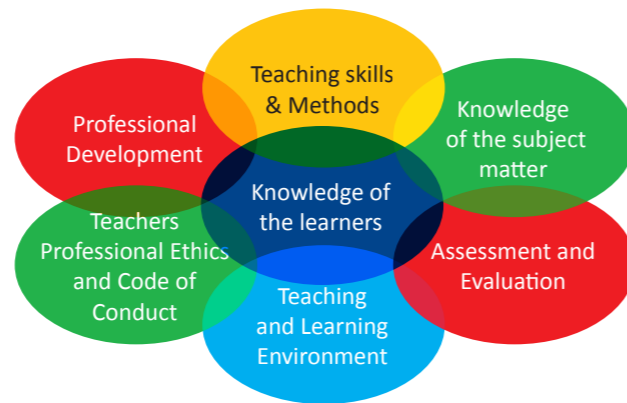 Teaching skills
& Methods
Professional
Development
Knowledge
of the subject
matter
Knowledge of
the learners
Teachers
Professional Ethics
and Code of
Conduct
Assessment and
Evaluation
Teaching
and Learning
Environment